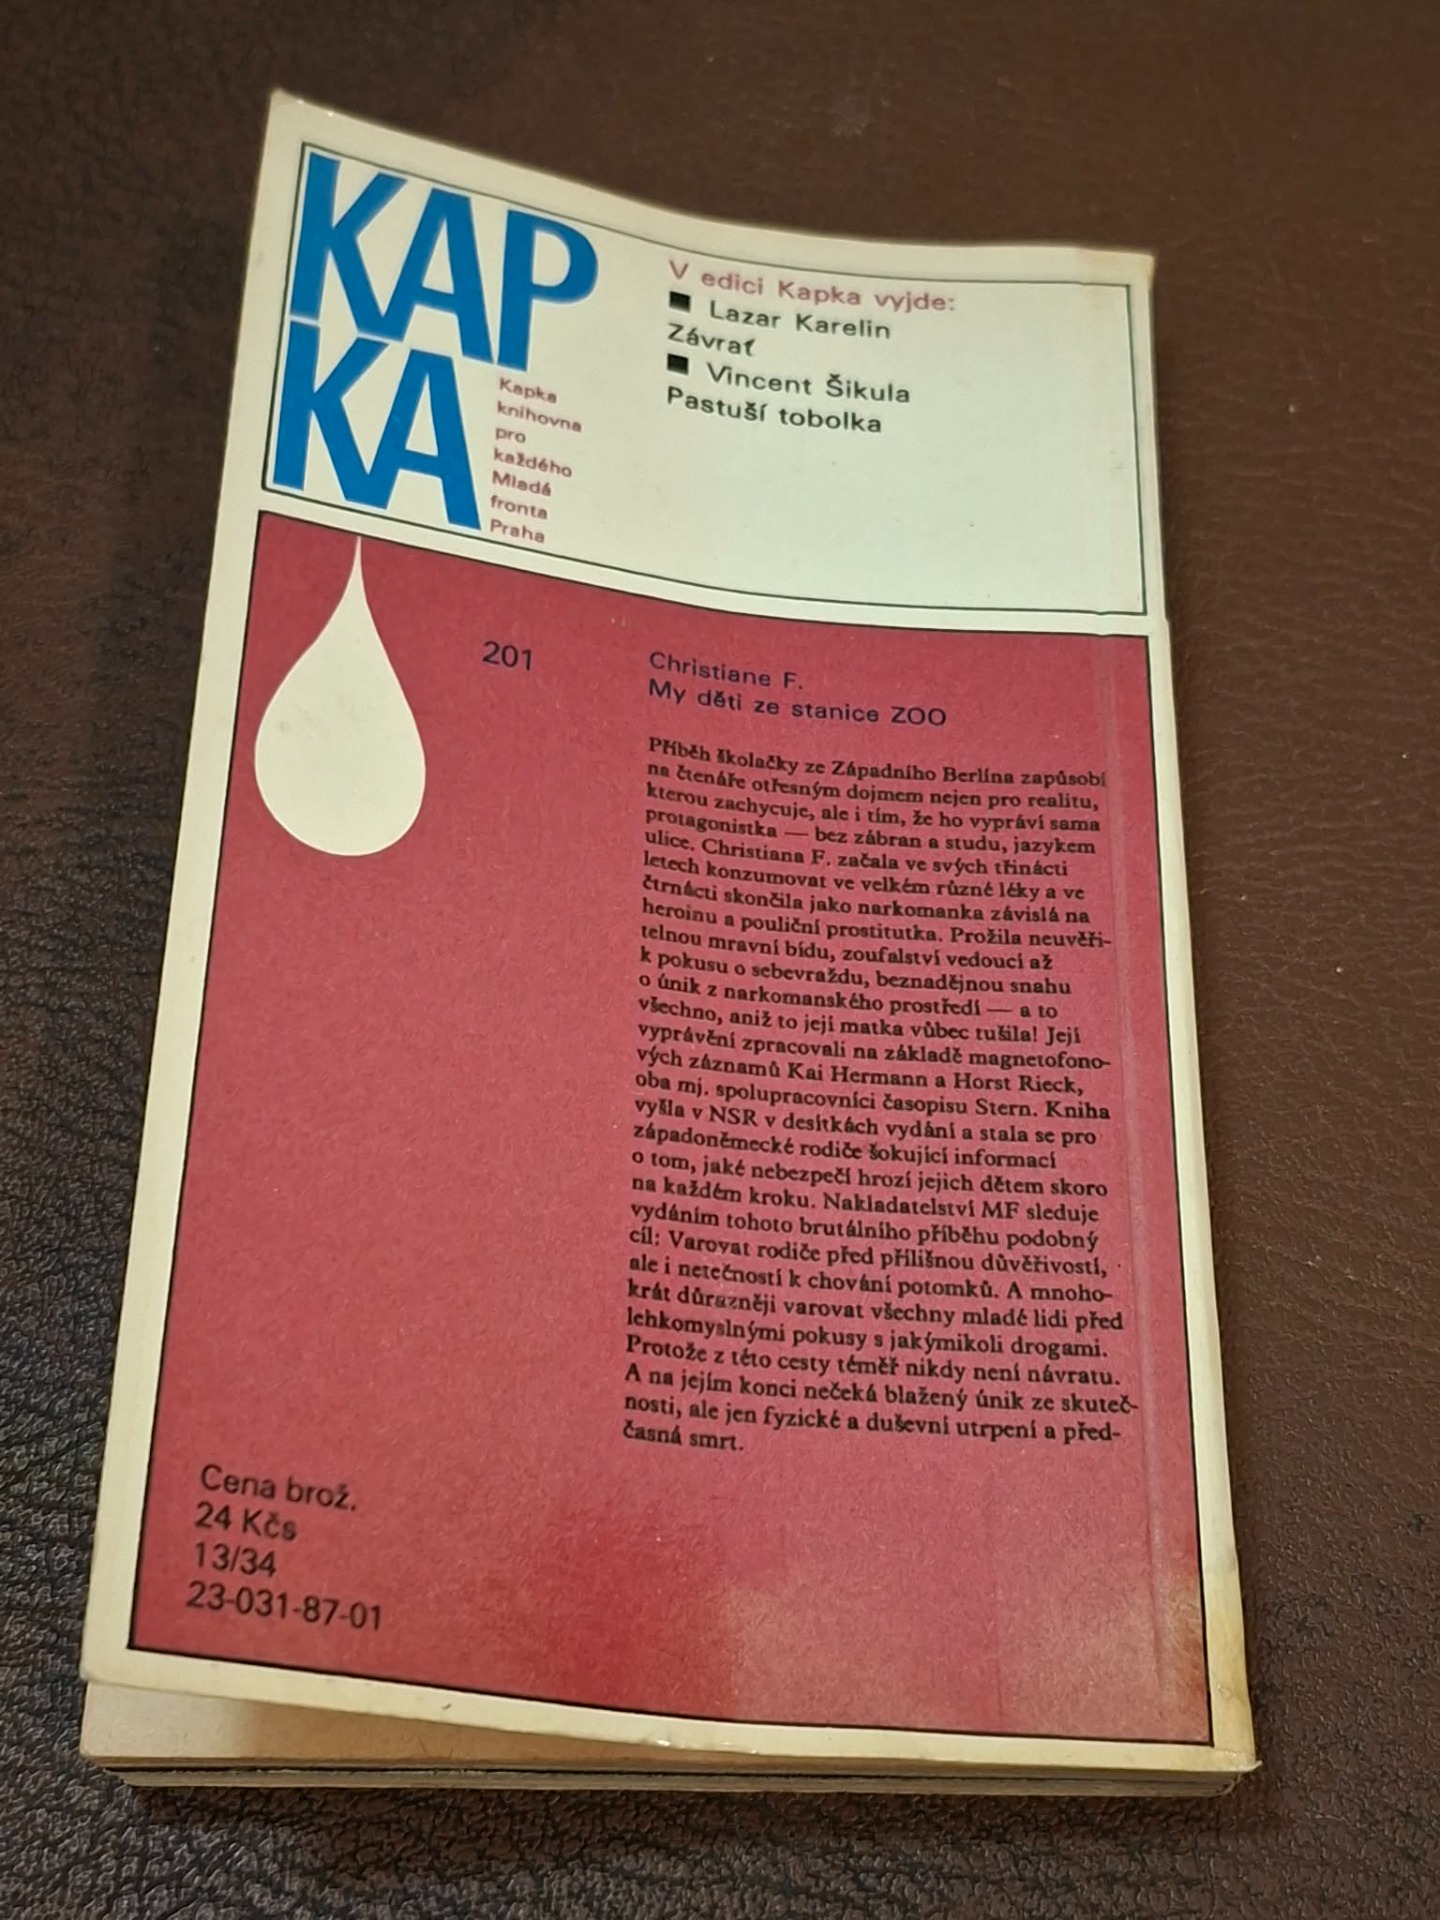 KAP
KA
Kapka
knihovna
pro
každého
Mladá
fronta
Praha
V edici Kapka vyjde:
■ Lazar Karelin
Závrať
■ Vincent Šikula
Pastuší tobolka
201
Christiane F.
My děti ze stanice ZOO
Příběh školačky ze Západního Berlína zapůsobí
na čtenáře otřesným dojmem nejen pro realitu,
kterou zachycuje, ale i tím, že ho vypráví sama
protagonistka — bez zábran a studu, jazykem
ulice. Christiana F. začala ve svých třinácti
letech konzumovat ve velkém různé léky a ve
čtrnácti skončila jako narkomanka závislá na
heroinu a pouliční prostitutka. Prožila neuvěři-
telnou mravní bídu, zoufalství vedoucí až
k pokusu o sebevraždu, beznadějnou snahu
o únik z narkomanského prostředí — a to
všechno, aniž to její matka vůbec tušila! Její
vyprávění zpracovali na základě magnetofono-
vých záznamů Kai Hermann a Horst Rieck,
oba mj. spolupracovníci časopisu Stern. Kniha
vyšla v NSR v desítkách vydání a stala se pro
západoněmecké rodiče šokující informací
o tom, jaké nebezpečí hrozí jejich dětem skoro
na každém kroku. Nakladatelství MF sleduje
vydáním tohoto brutálního příběhu podobný
cíl: Varovat rodiče před přílišnou důvěřivostí,
ale i netečností k chování potomků. A mnoho-
krát důrazněji varovat všechny mladé lidi před
lehkomyslnými pokusy s jakýmikoli drogami.
Protože z této cesty téměř nikdy není návratu.
A na jejím konci nečeká blažený únik ze skuteč-
nosti, ale jen fyzické a duševní utrpení a před-
časná smrt.
Cena brož.
24 Kčs
13/34
23-031-87-01